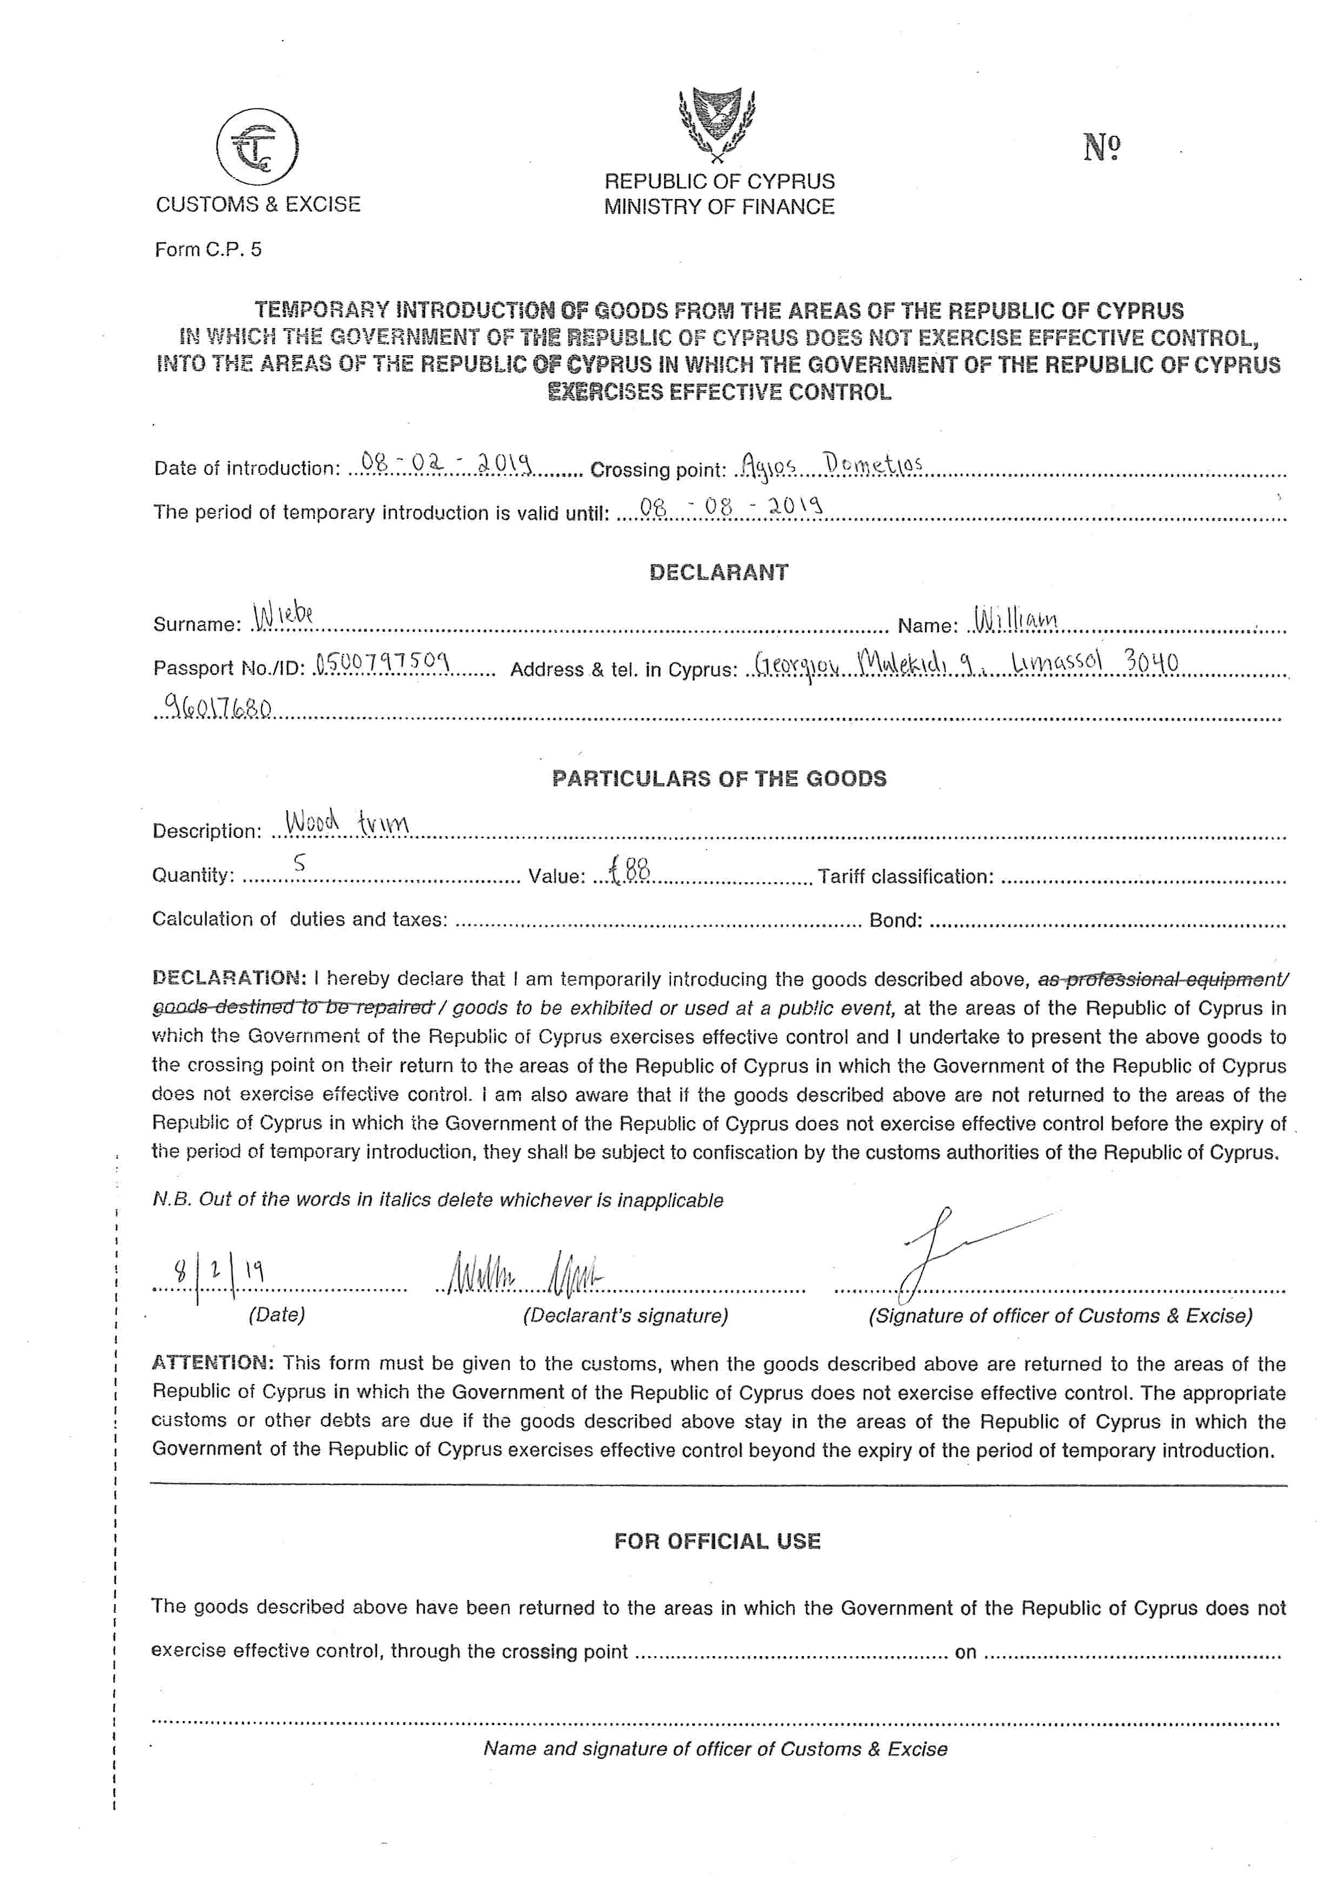 CUSTOMS & EXCISE
REPUBLIC OF CYPRUS
MINISTRY OF FINANCE
Nº
Form C.P. 5
TEMPORARY INTRODUCTION OF GOODS FROM THE AREAS OF THE REPUBLIC OF CYPRUS
IN WHICH THE GOVERNMENT OF THE REPUBLIC OF CYPRUS DOES NOT EXERCISE EFFECTIVE CONTROL,
INTO THE AREAS OF THE REPUBLIC OF CYPRUS IN WHICH THE GOVERNMENT OF THE REPUBLIC OF CYPRUS
EXERCISES EFFECTIVE CONTROL
Date of introduction: 08-02-2019 Crossing point: Agios Dometios
The period of temporary introduction is valid until: 08-08-2019
DECLARANT
Surname: Wiebe Name: William
Passport No./ID: 0500797509 Address & tel. in Cyprus: Georgiou Malekidi 9, Limassol 3040
96017680
PARTICULARS OF THE GOODS
Description: Wood trim
Quantity: 5 Value: £88 Tariff classification:
Calculation of duties and taxes: Bond:
DECLARATION: I hereby declare that I am temporarily introducing the goods described above, as professional equipment/
goods destined to be repaired / goods to be exhibited or used at a public event, at the areas of the Republic of Cyprus in
which the Government of the Republic of Cyprus exercises effective control and I undertake to present the above goods to
the crossing point on their return to the areas of the Republic of Cyprus in which the Government of the Republic of Cyprus
does not exercise effective control. I am also aware that if the goods described above are not returned to the areas of the
Republic of Cyprus in which the Government of the Republic of Cyprus does not exercise effective control before the expiry of
the period of temporary introduction, they shall be subject to confiscation by the customs authorities of the Republic of Cyprus.
N.B. Out of the words in italics delete whichever is inapplicable
8/2/19
(Date) (Declarant's signature) (Signature of officer of Customs & Excise)
ATTENTION: This form must be given to the customs, when the goods described above are returned to the areas of the
Republic of Cyprus in which the Government of the Republic of Cyprus does not exercise effective control. The appropriate
customs or other debts are due if the goods described above stay in the areas of the Republic of Cyprus in which the
Government of the Republic of Cyprus exercises effective control beyond the expiry of the period of temporary introduction.
FOR OFFICIAL USE
The goods described above have been returned to the areas in which the Government of the Republic of Cyprus does not
exercise effective control, through the crossing point on
Name and signature of officer of Customs & Excise